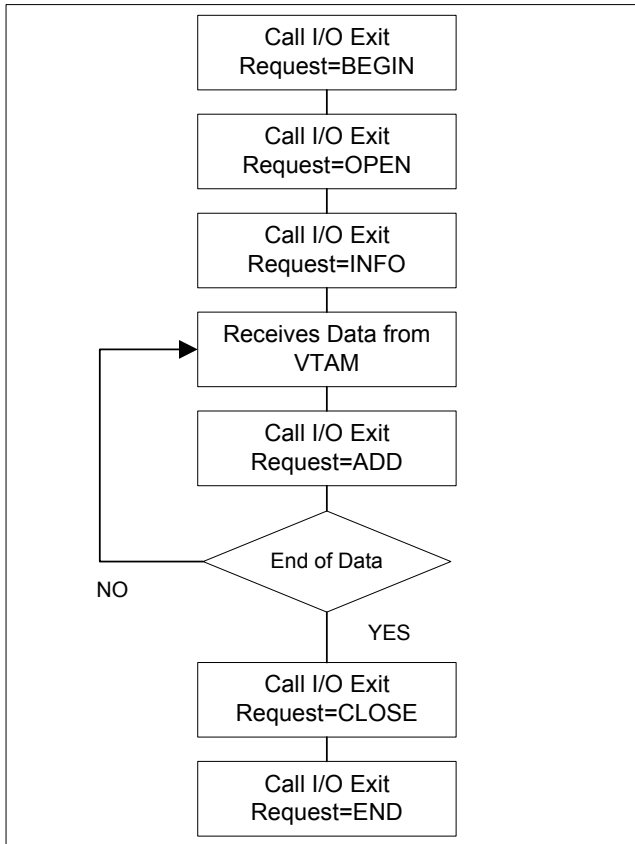 Call I/O Exit
Request=BEGIN
Call I/O Exit
Request=OPEN
Call I/O Exit
Request=INFO
Receives Data from
VTAM
Call I/O Exit
Request=ADD
End of Data
NO
YES
Call I/O Exit
Request=CLOSE
Call I/O Exit
Request=END